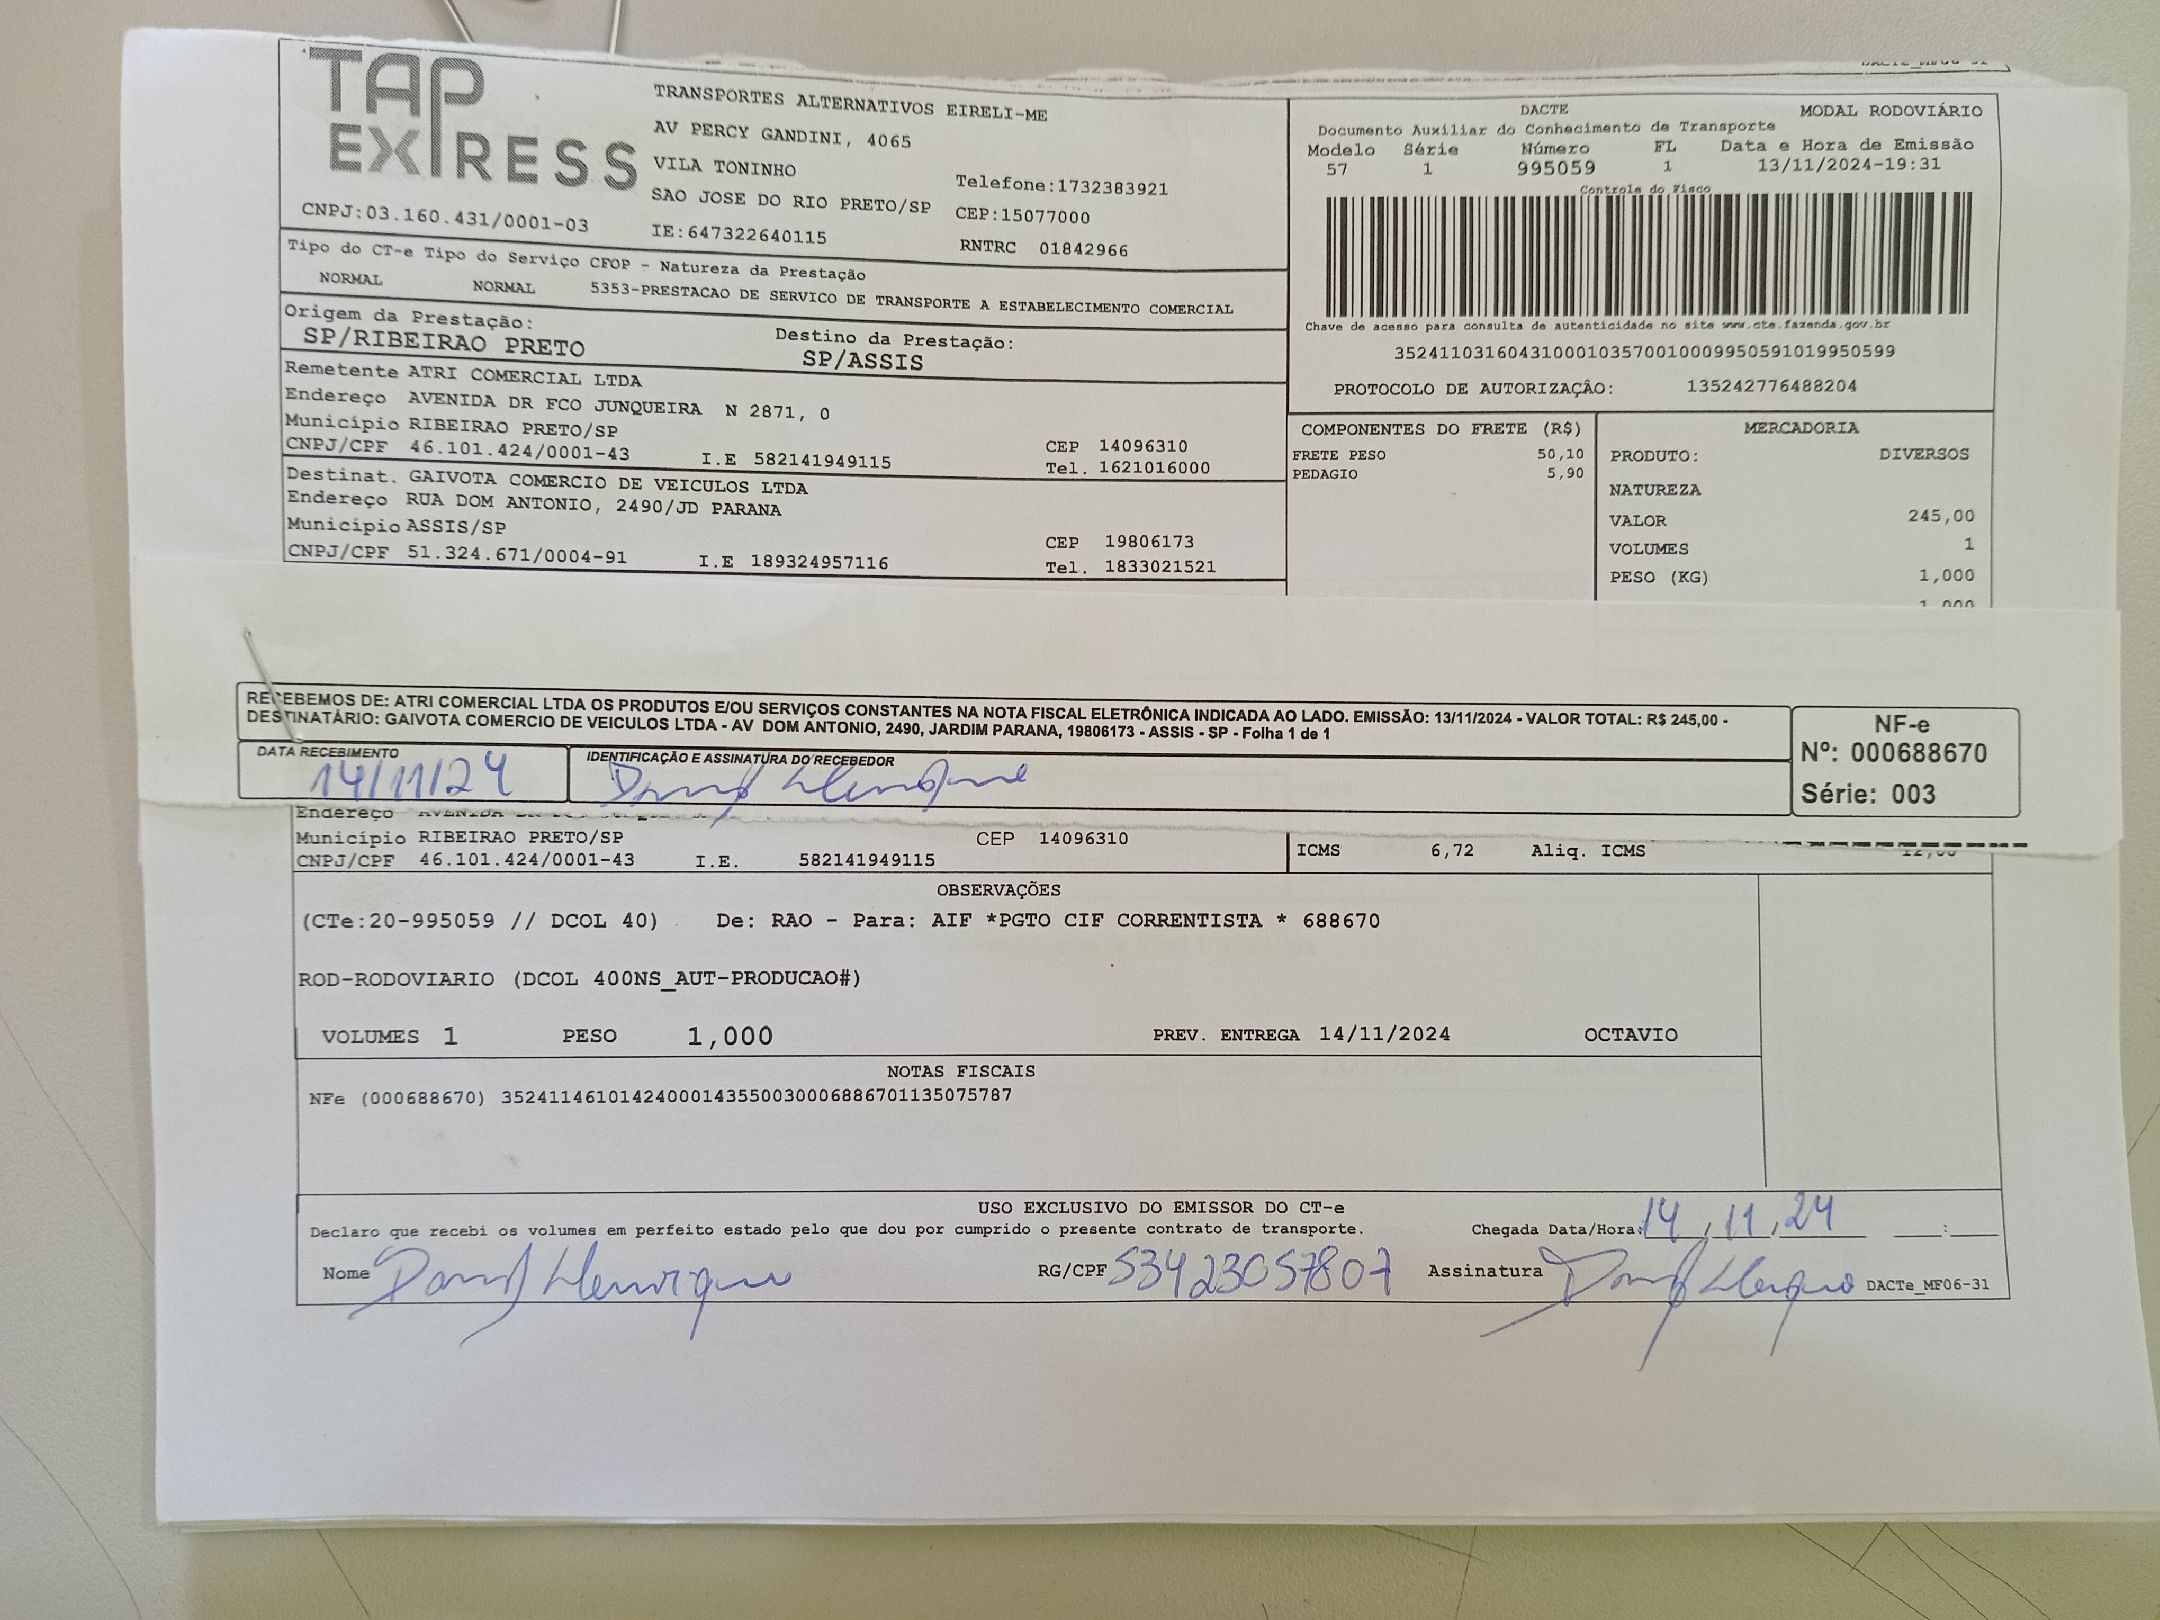 TAP
EXPRESS
TRANSPORTES ALTERNATIVOS EIRELI-ME
AV PERCY GANDINI, 4065
VILA TONINHO
SAO JOSE DO RIO PRETO/SP
Telefone:1732383921
CEP:15077000
CNPJ:03.160.431/0001-03
IE:647322640115
RNTRC 01842966
Tipo do CT-e Tipo do Serviço CFOP - Natureza da Prestação
NORMAL NORMAL 5353-PRESTACAO DE SERVICO DE TRANSPORTE A ESTABELECIMENTO COMERCIAL
Origem da Prestação:
SP/RIBEIRAO PRETO
Destino da Prestação:
SP/ASSIS
Remetente ATRI COMERCIAL LTDA
Endereço AVENIDA DR FCO JUNQUEIRA N 2871, 0
Município RIBEIRAO PRETO/SP
CEP 14096310
CNPJ/CPF 46.101.424/0001-43 I.E 582141949115
Tel. 1621016000
Destinat. GAIVOTA COMERCIO DE VEICULOS LTDA
Endereço RUA DOM ANTONIO, 2490/JD PARANA
Município ASSIS/SP
CEP 19806173
CNPJ/CPF 51.324.671/0004-91 I.E 189324957116
Tel. 1833021521
DACTE MODAL RODOVIÁRIO
Documento Auxiliar do Conhecimento de Transporte
Modelo Série Número FL Data e Hora de Emissão
57 1 995059 1 13/11/2024-19:31
Controle do Fisco
Chave de acesso para consulta de autenticidade no site www.cte.fazenda.gov.br
35241103160431000103570010009950591019950599
PROTOCOLO DE AUTORIZAÇÃO: 135242776488204
COMPONENTES DO FRETE (R$)
FRETE PESO 50,10
PEDAGIO 5,90
MERCADORIA
PRODUTO: DIVERSOS
NATUREZA
VALOR 245,00
VOLUMES 1
PESO (KG) 1,000
1,000
RECEBEMOS DE: ATRI COMERCIAL LTDA OS PRODUTOS E/OU SERVIÇOS CONSTANTES NA NOTA FISCAL ELETRÔNICA INDICADA AO LADO. EMISSÃO: 13/11/2024 - VALOR TOTAL: R$ 245,00 -
DESTINATÁRIO: GAIVOTA COMERCIO DE VEICULOS LTDA - AV DOM ANTONIO, 2490, JARDIM PARANA, 19806173 - ASSIS - SP - Folha 1 de 1
DATA RECEBIMENTO
14/11/24
IDENTIFICAÇÃO E ASSINATURA DO RECEBEDOR
NF-e
Nº: 000688670
Série: 003
Endereço AVENIDA DR
Município RIBEIRAO PRETO/SP CEP 14096310
CNPJ/CPF 46.101.424/0001-43 I.E. 582141949115
ICMS 6,72 Aliq. ICMS 12,00
OBSERVAÇÕES
(CTe:20-995059 // DCOL 40) De: RAO - Para: AIF *PGTO CIF CORRENTISTA * 688670
ROD-RODOVIARIO (DCOL 400NS_AUT-PRODUCAO#)
VOLUMES 1 PESO 1,000 PREV. ENTREGA 14/11/2024 OCTAVIO
NOTAS FISCAIS
NFe (000688670) 35241146101424000143550030006886701135075787
USO EXCLUSIVO DO EMISSOR DO CT-e
Declaro que recebi os volumes em perfeito estado pelo que dou por cumprido o presente contrato de transporte.
Chegada Data/Hora: 14, 11, 24 :
Nome Henrique
RG/CPF 53423057807
Assinatura
DACTe_MF06-31